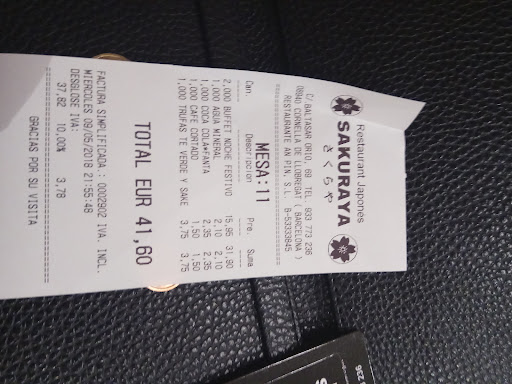 Restaurant Japonés
SAKURAYA
さくらや
C/ BALTASAR ORIO, 69 TEL: 933 773 236
08940 CORNELLA DE LLOBREGAT ( BARCELONA )
RESTAURANTE AN PIN, S.L. B-53333845
MESA:11
Can. Description Pre. Suma
2,000 BUFFET NOCHE FESTIVO 15,95 31,90
1,000 AGUA MINERAL 2,10 2,10
1,000 COCA COLA*FANTA 2,35 2,35
1,000 CAFE CORTADO 1,50 1,50
1,000 TRUFAS TE VERDE Y SAKE 3,75 3,75
TOTAL EUR 41,60
FACTURA SIMPLIFICADA.: 0002902 IVA. INCL.
MIERCOLES 09/05/2018 21:55:48
DESGLOSE IVA:
37,82 10,00% 3,78
GRACIAS POR SU VISITA
236